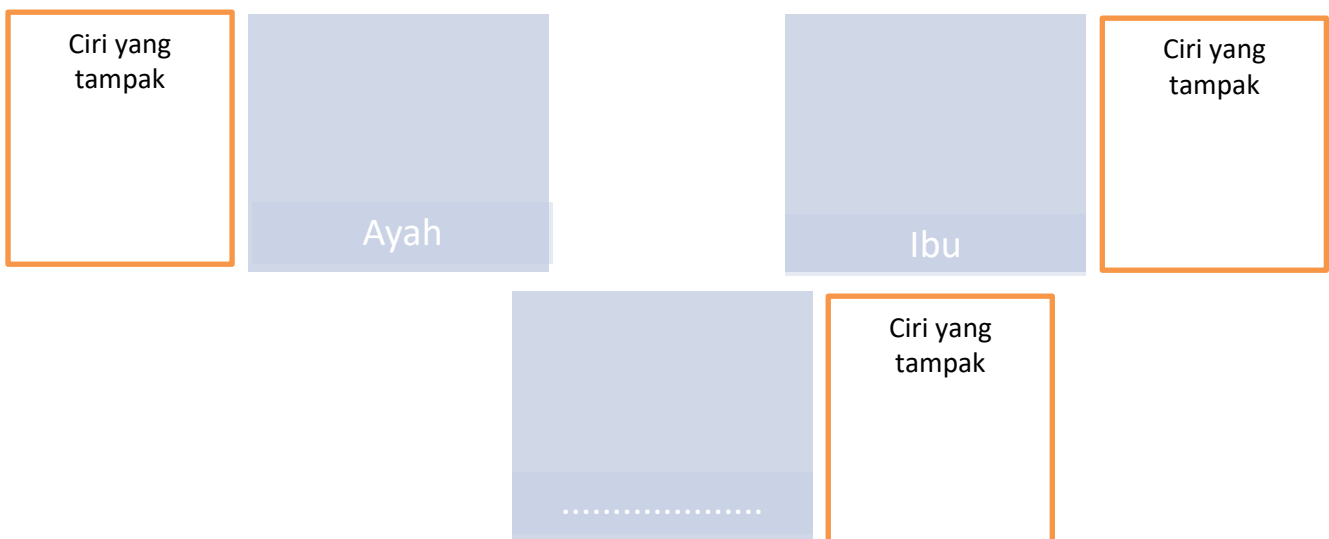 Ciri yang
tampak
Ayah
Ibu
Ciri yang
tampak
....................
Ciri yang
tampak